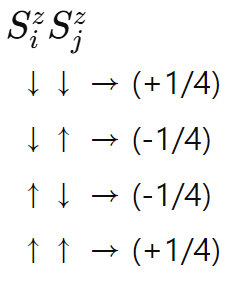 S_i^z S_j^z
↓ ↓ → (+1/4)
↓ ↑ → (-1/4)
↑ ↓ → (-1/4)
↑ ↑ → (+1/4)